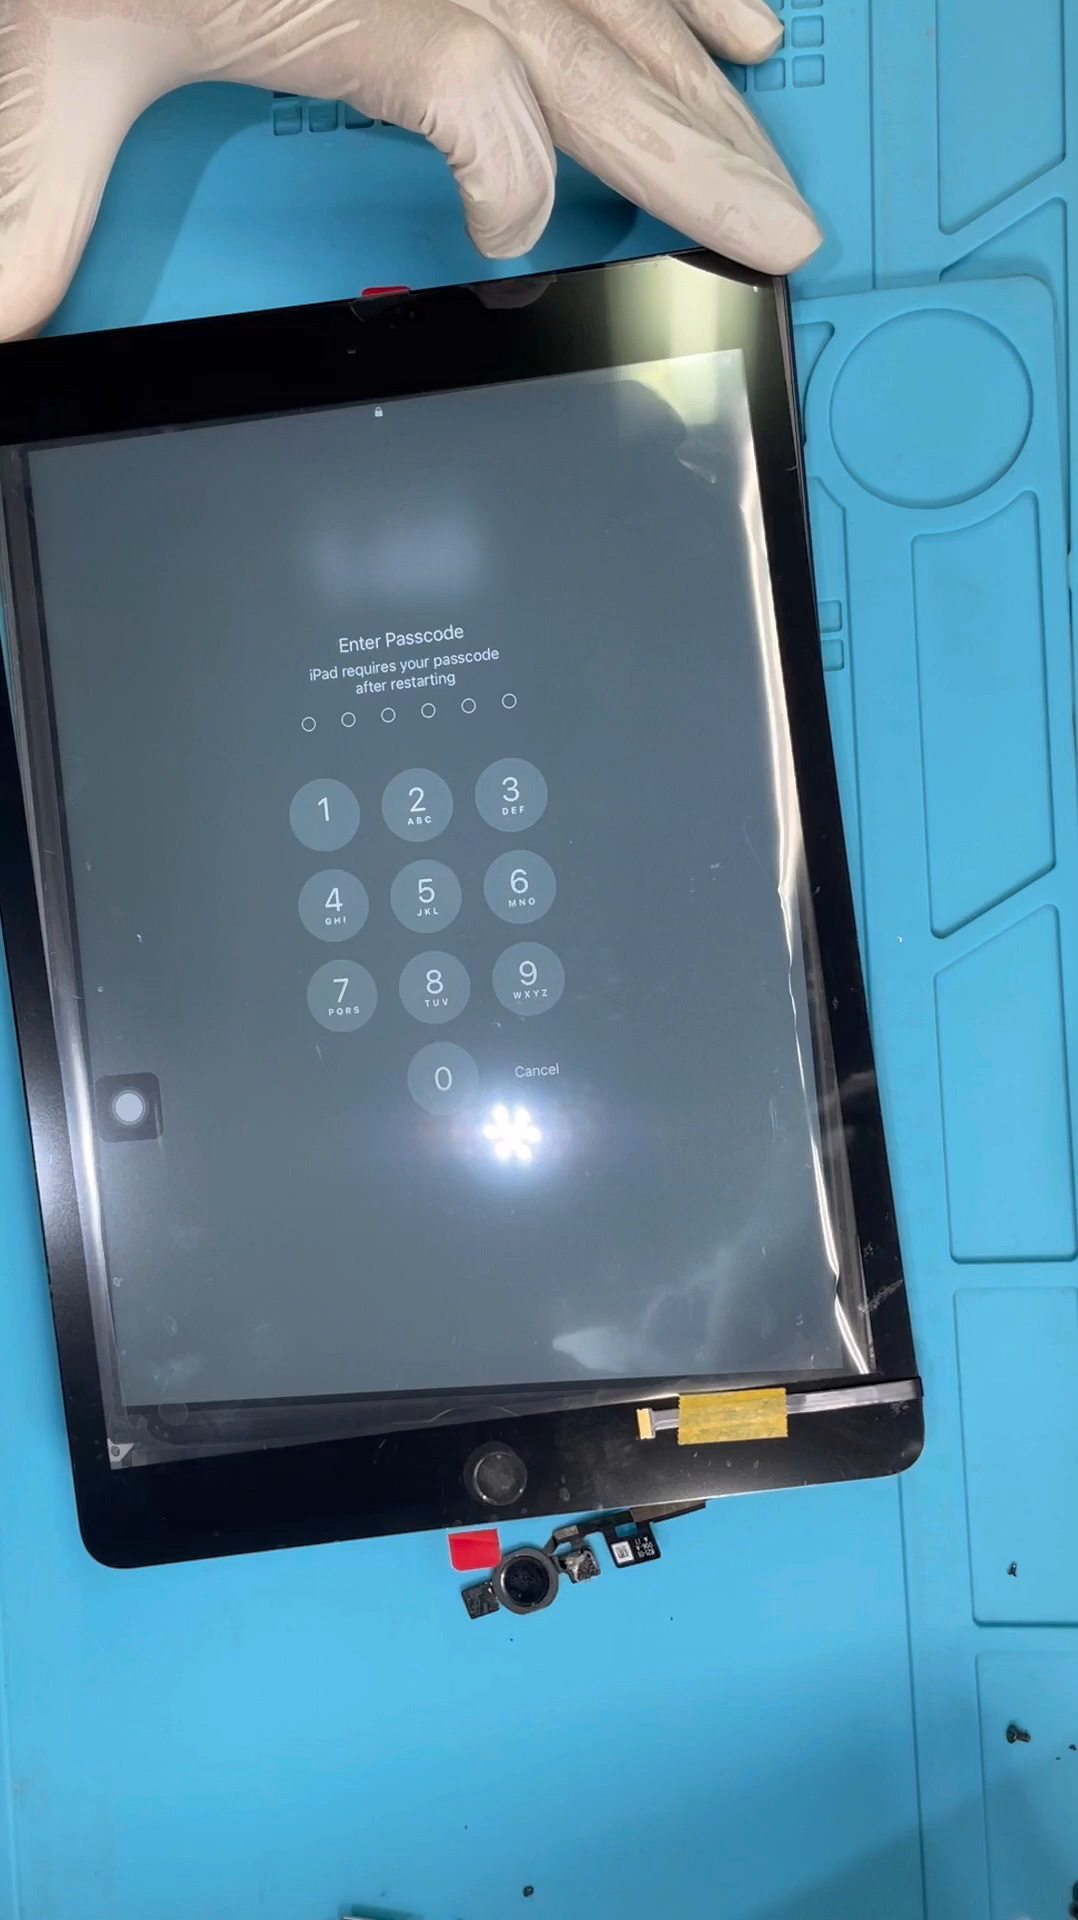 Enter Passcode
iPad requires your passcode
after restarting
1
2
ABC
3
DEF
4
GHI
5
JKL
6
MNO
7
PQRS
8
TUV
9
WXYZ
0
Cancel